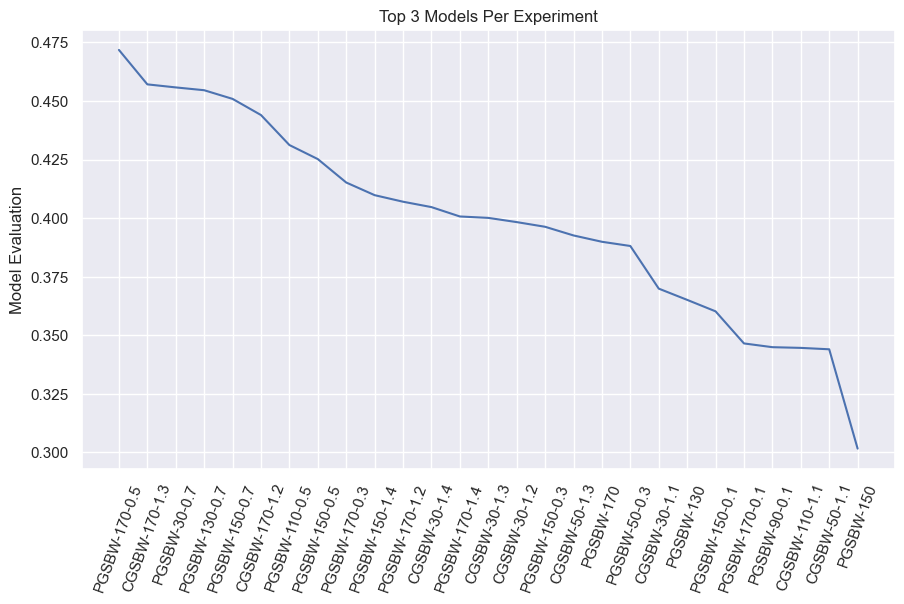 Top 3 Models Per Experiment
Model Evaluation
0.475
0.450
0.425
0.400
0.375
0.350
0.325
0.300
PGSBW-170-0.5
CGSBW-170-1.3
PGSBW-30-0.7
PGSBW-130-0.7
PGSBW-150-0.7
CGSBW-170-1.2
PGSBW-110-0.5
PGSBW-150-0.5
PGSBW-170-0.3
PGSBW-150-1.4
PGSBW-170-1.2
CGSBW-30-1.4
PGSBW-170-1.4
CGSBW-30-1.3
CGSBW-30-1.2
PGSBW-150-0.3
CGSBW-50-1.3
PGSBW-170
PGSBW-50-0.3
CGSBW-30-1.1
PGSBW-130
PGSBW-150-0.1
PGSBW-170-0.1
PGSBW-90-0.1
CGSBW-110-1.1
CGSBW-50-1.1
PGSBW-150